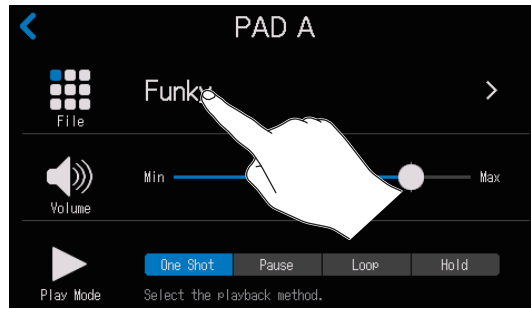 PAD A
Funky
File
Min
Max
Volume
One Shot
Pause
Loop
Hold
Play Mode
Select the playback method.